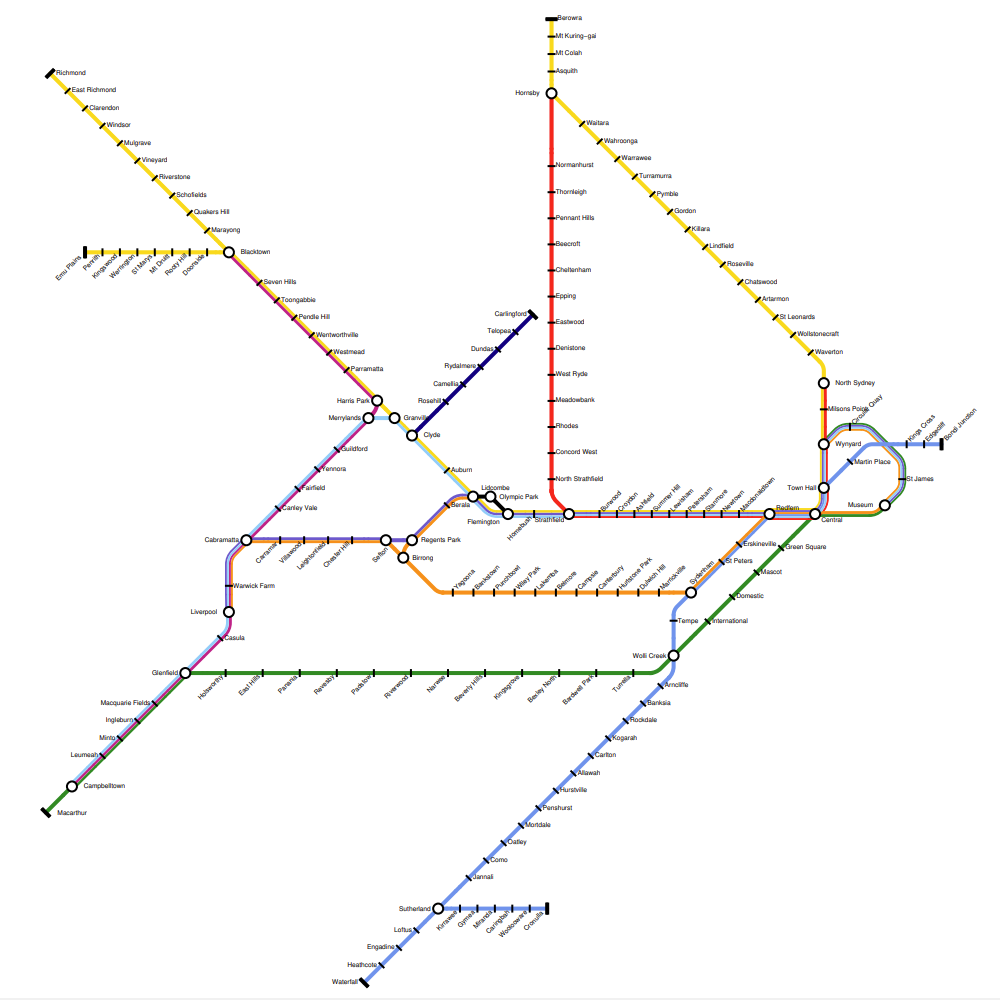 Berowra
Mt Kuring-gai
Mt Colah
Asquith
Hornsby
Richmond
East Richmond
Clarendon
Windsor
Mulgrave
Vineyard
Riverstone
Schofields
Quakers Hill
Marayong
Blacktown
Emu Plains
Penrith
Kingswood
Werrington
St Marys
Mt Druitt
Rooty Hill
Doonside
Seven Hills
Toongabbie
Pendle Hill
Wentworthville
Westmead
Parramatta
Harris Park
Merrylands
Granville
Clyde
Carlingford
Telopea
Dundas
Rydalmere
Camellia
Rosehill
Waitara
Wahroonga
Warrawee
Turramurra
Pymble
Gordon
Killara
Lindfield
Roseville
Chatswood
Artarmon
St Leonards
Wollstonecraft
Waverton
North Sydney
Milsons Point
Normanhurst
Thornleigh
Pennant Hills
Beecroft
Cheltenham
Epping
Eastwood
Denistone
West Ryde
Meadowbank
Rhodes
Concord West
North Strathfield
Circular Quay
Wynyard
Kings Cross
Edgecliff
Bondi Junction
Martin Place
St James
Town Hall
Museum
Central
Redfern
Auburn
Lidcombe
Olympic Park
Berala
Flemington
Homebush
Strathfield
Burwood
Croydon
Ashfield
Summer Hill
Lewisham
Petersham
Stanmore
Newtown
Macdonaldtown
Guildford
Yennora
Fairfield
Canley Vale
Cabramatta
Carramar
Villawood
Leightonfield
Chester Hill
Sefton
Regents Park
Birrong
Yagoona
Bankstown
Punchbowl
Wiley Park
Lakemba
Belmore
Campsie
Canterbury
Hurlstone Park
Dulwich Hill
Marrickville
Sydenham
Erskineville
St Peters
Green Square
Mascot
Domestic
International
Tempe
Wolli Creek
Warwick Farm
Liverpool
Casula
Glenfield
Holsworthy
East Hills
Panania
Revesby
Padstow
Riverwood
Narwee
Beverly Hills
Kingsgrove
Bexley North
Bardwell Park
Turrella
Macquarie Fields
Ingleburn
Minto
Leumeah
Campbelltown
Macarthur
Arncliffe
Banksia
Rockdale
Kogarah
Carlton
Allawah
Hurstville
Penshurst
Mortdale
Oatley
Como
Jannali
Sutherland
Kirrawee
Gymea
Miranda
Caringbah
Woolooware
Cronulla
Loftus
Engadine
Heathcote
Waterfall